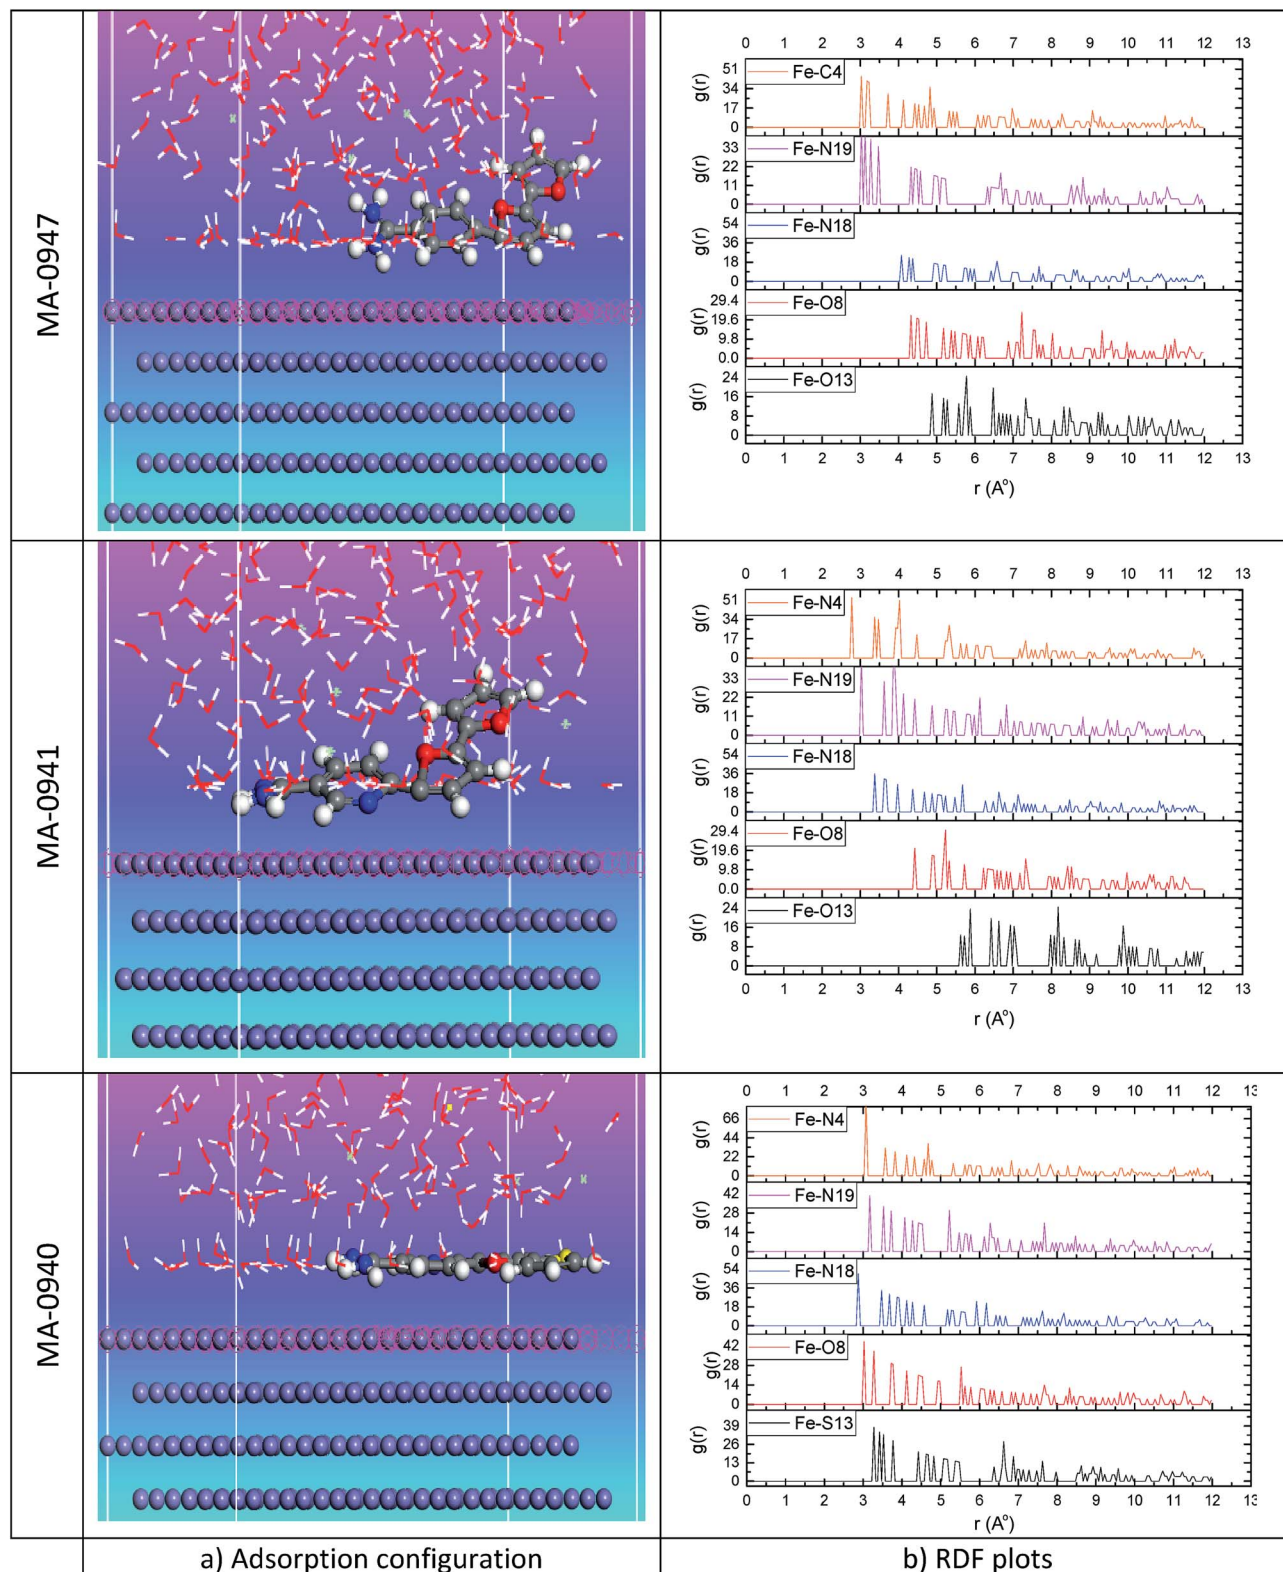 MA-0947
0 1 2 3 4 5 6 7 8 9 10 11 12 13
g(r)
51
34
17
0
Fe-C4
33
22
11
0
Fe-N19
g(r)
54
36
18
0
Fe-N18
29.4
19.6
9.8
0.0
Fe-O8
g(r)
24
16
8
0
Fe-O13
0 1 2 3 4 5 6 7 8 9 10 11 12 13
r (A°)
MA-0941
0 1 2 3 4 5 6 7 8 9 10 11 12 13
g(r)
51
34
17
0
Fe-N4
g(r)
33
22
11
0
Fe-N19
g(r)
54
36
18
0
Fe-N18
g(r)
29.4
19.6
9.8
0.0
Fe-O8
g(r)
24
16
8
0
Fe-O13
0 1 2 3 4 5 6 7 8 9 10 11 12 13
r (A°)
MA-0940
0 1 2 3 4 5 6 7 8 9 10 11 12 13
g(r)
66
44
22
0
Fe-N4
g(r)
42
28
14
0
Fe-N19
g(r)
54
36
18
0
Fe-N18
g(r)
42
28
14
0
Fe-O8
g(r)
39
26
13
0
Fe-S13
0 1 2 3 4 5 6 7 8 9 10 11 12 13
r (A°)
a) Adsorption configuration
b) RDF plots